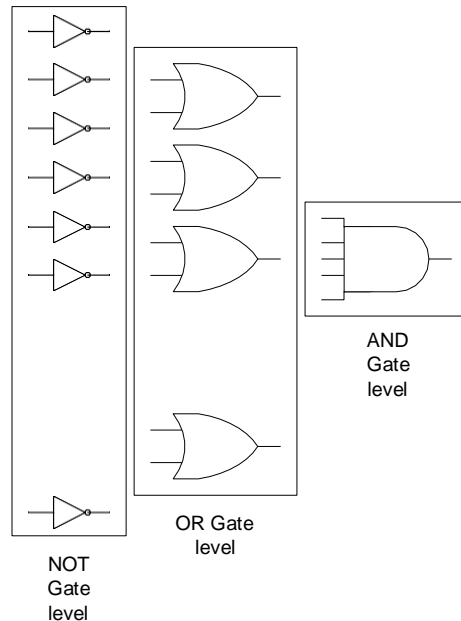 AND
Gate
level
OR Gate
level
NOT
Gate
level